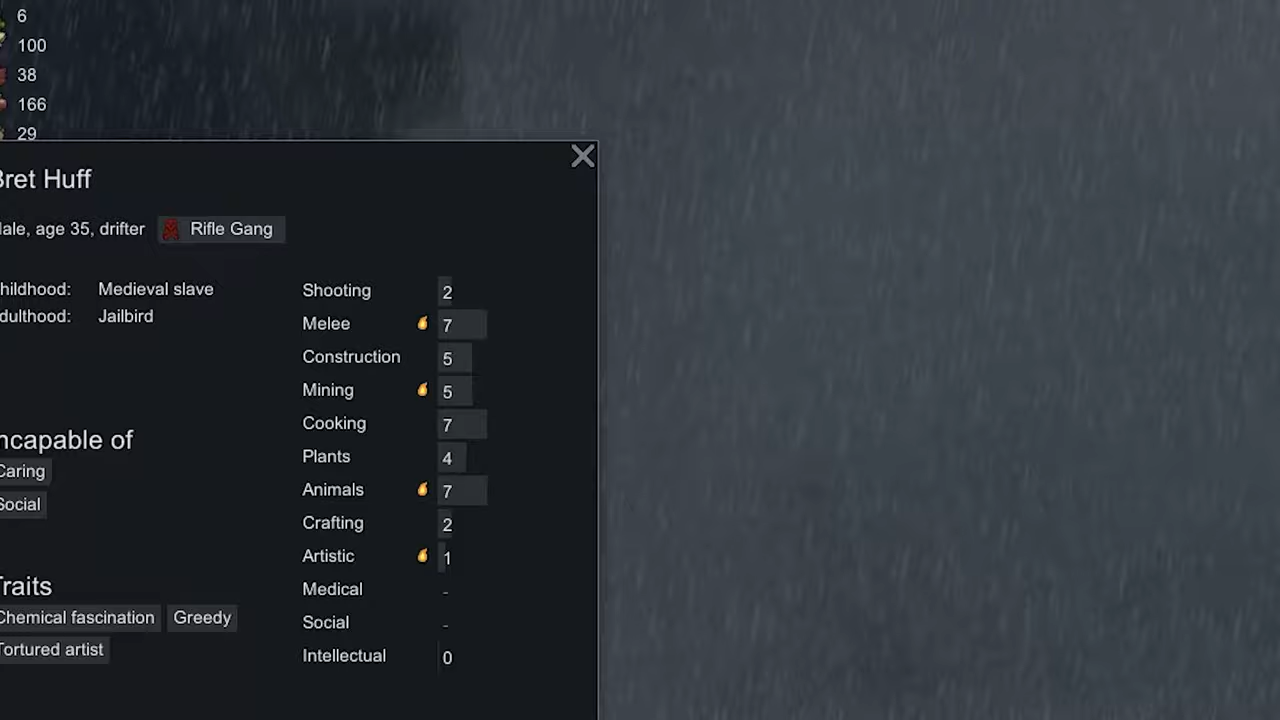 6
100
38
166
29
Bret Huff
ale, age 35, drifter Rifle Gang
hildhood: Medieval slave
dulthood: Jailbird
ncapable of
Caring
Social
Traits
Chemical fascination Greedy
Tortured artist
Shooting 2
Melee 7
Construction 5
Mining 5
Cooking 7
Plants 4
Animals 7
Crafting 2
Artistic 1
Medical -
Social -
Intellectual 0